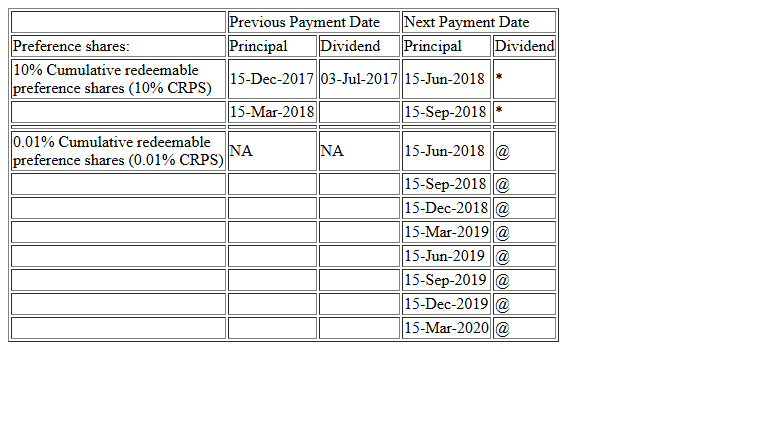 Previous Payment Date Next Payment Date
Preference shares: Principal Dividend Principal Dividend
10% Cumulative redeemable
preference shares (10% CRPS) 15-Dec-2017 03-Jul-2017 15-Jun-2018 *
15-Mar-2018 15-Sep-2018 *
0.01% Cumulative redeemable
preference shares (0.01% CRPS) NA NA 15-Jun-2018 @
15-Sep-2018 @
15-Dec-2018 @
15-Mar-2019 @
15-Jun-2019 @
15-Sep-2019 @
15-Dec-2019 @
15-Mar-2020 @